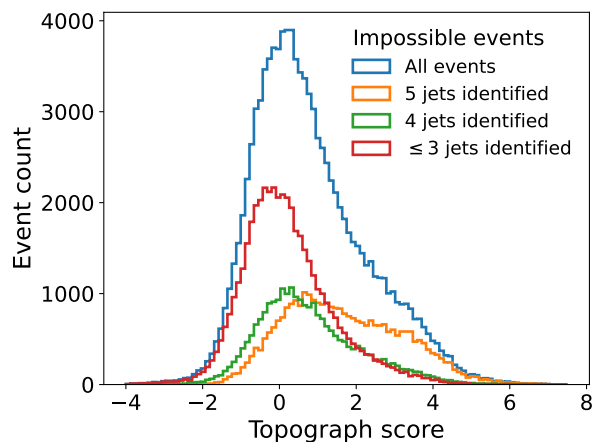 Impossible events
All events
5 jets identified
4 jets identified
≤ 3 jets identified
Event count
4000
3000
2000
1000
0
−4 −2 0 2 4 6 8
Topograph score